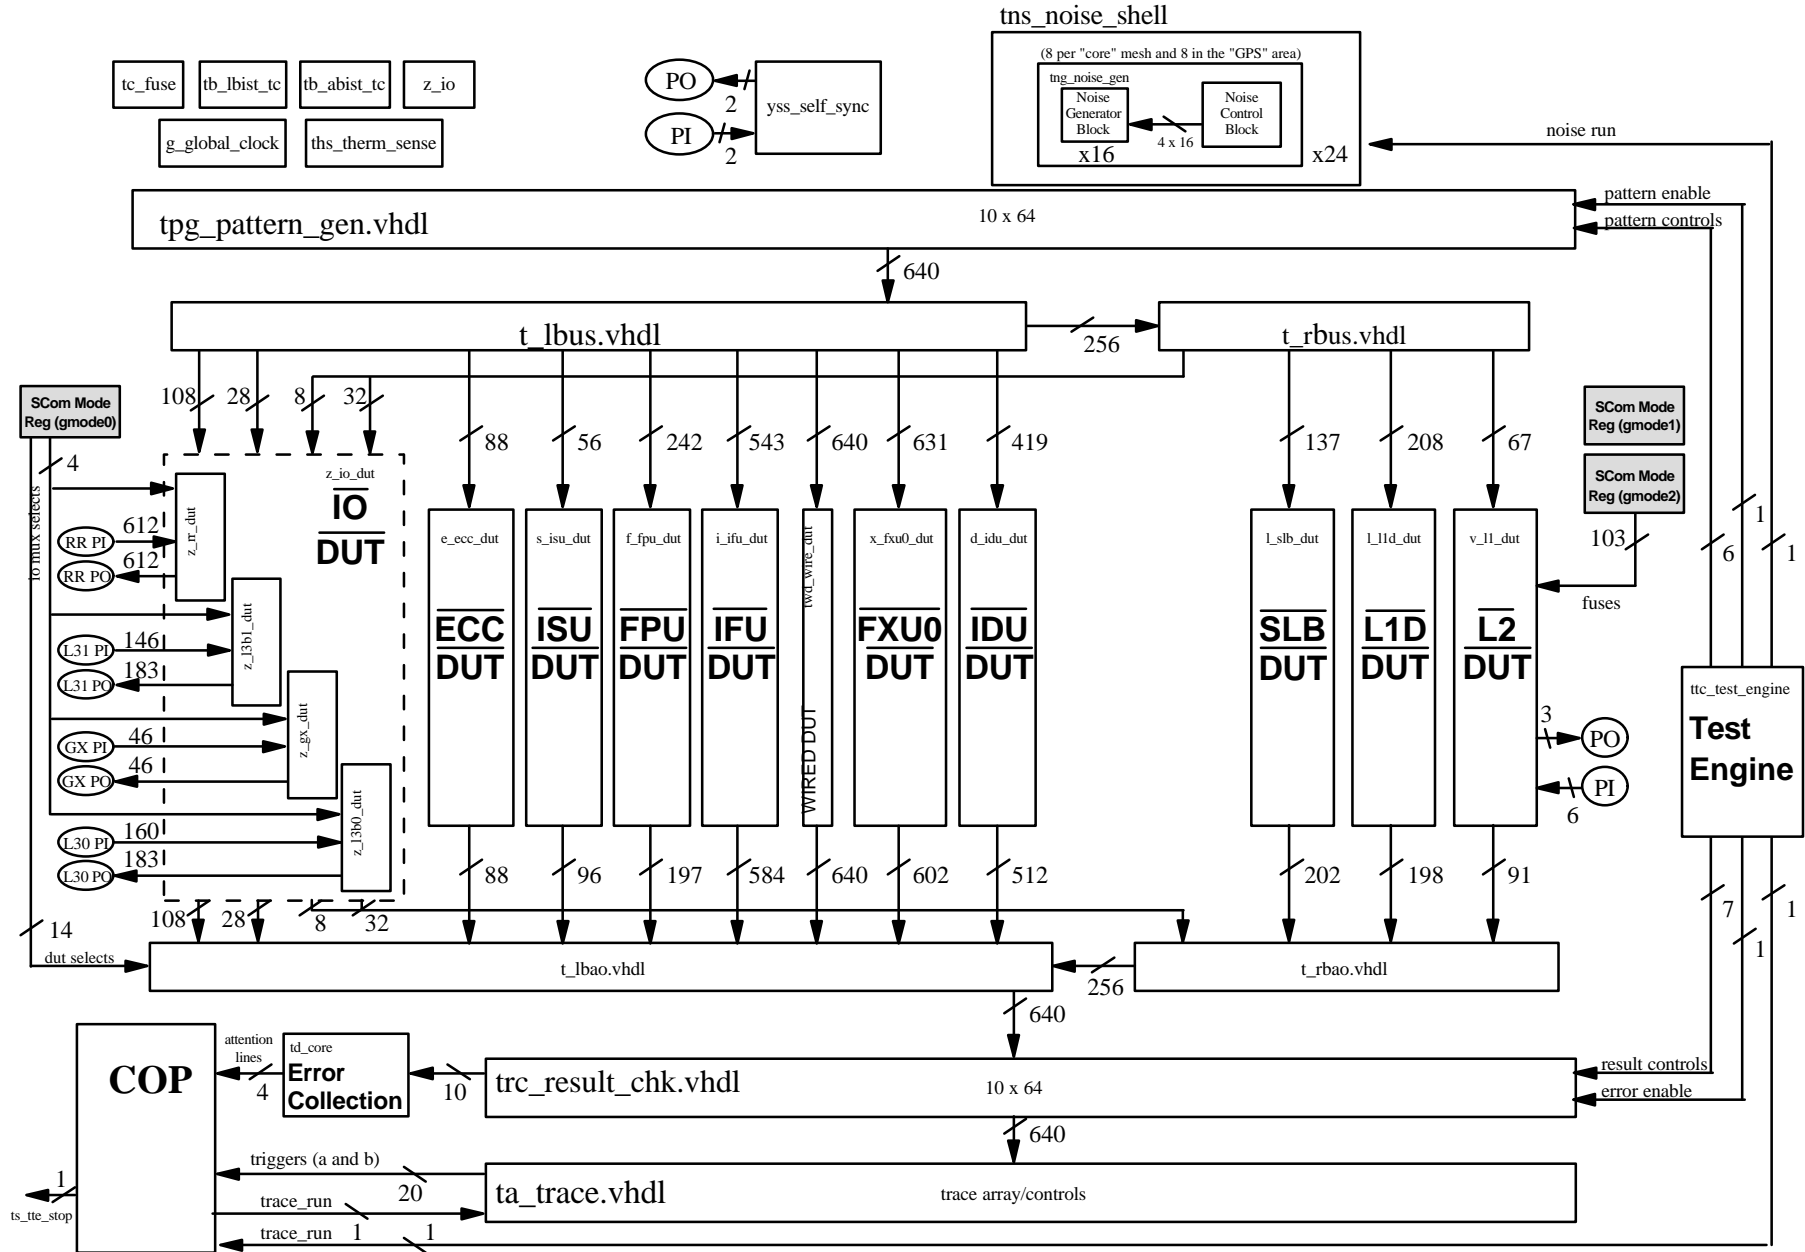 tns_noise_shell
(8 per "core" mesh and 8 in the "GPS" area)
tng_noise_gen
Noise
Generator
Block
Noise
Control
Block
4 x 16
x16
x24
tc_fuse
tb_lbist_tc
tb_abist_tc
z_io
g_global_clock
ths_therm_sense
PO
2
PI
2
yss_self_sync
noise run
tpg_pattern_gen.vhdl
10 x 64
pattern enable
pattern controls
640
t_lbus.vhdl
256
t_rbus.vhdl
SCom Mode
Reg (gmode0)
108
28
8
32
88
56
242
543
640
631
419
137
208
67
SCom Mode
Reg (gmode1)
SCom Mode
Reg (gmode2)
4
io mux selects
z_io_dut
IO
DUT
z_rr_dut
RR PI
612
RR PO
612
z_l3b1_dut
L31 PI
146
L31 PO
183
z_gx_dut
GX PI
46
GX PO
46
z_l3b0_dut
L30 PI
160
L30 PO
183
e_ecc_dut
ECC
DUT
s_isu_dut
ISU
DUT
f_fpu_dut
FPU
DUT
i_ifu_dut
IFU
DUT
twd_wire_dut
WIRED DUT
x_fxu0_dut
FXU0
DUT
d_idu_dut
IDU
DUT
l_slb_dut
SLB
DUT
l_l1d_dut
L1D
DUT
v_l1_dut
L2
DUT
103
fuses
3
PO
PI
6
6
1
1
ttc_test_engine
Test
Engine
88
96
197
584
640
602
512
202
198
91
7
1
1
108
28
8
32
14
dut selects
t_lbao.vhdl
256
t_rbao.vhdl
640
COP
attention
lines
4
td_core
Error
Collection
10
trc_result_chk.vhdl
10 x 64
result controls
error enable
640
triggers (a and b)
20
ta_trace.vhdl
trace array/controls
1
ts_tte_stop
trace_run
1
trace_run
1